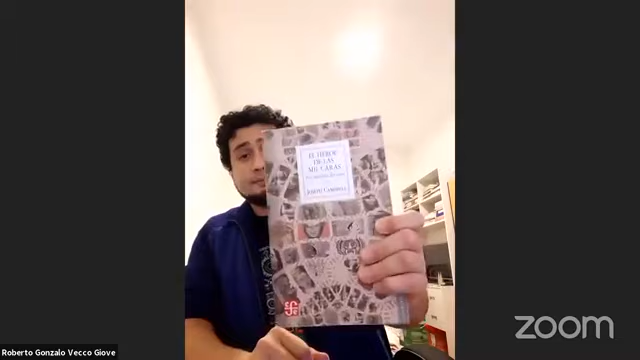 EL HÉROE
DE LAS
MIL CARAS
JOSEPH CAMPBELL
zoom
Roberto Gonzalo Vecco Giove